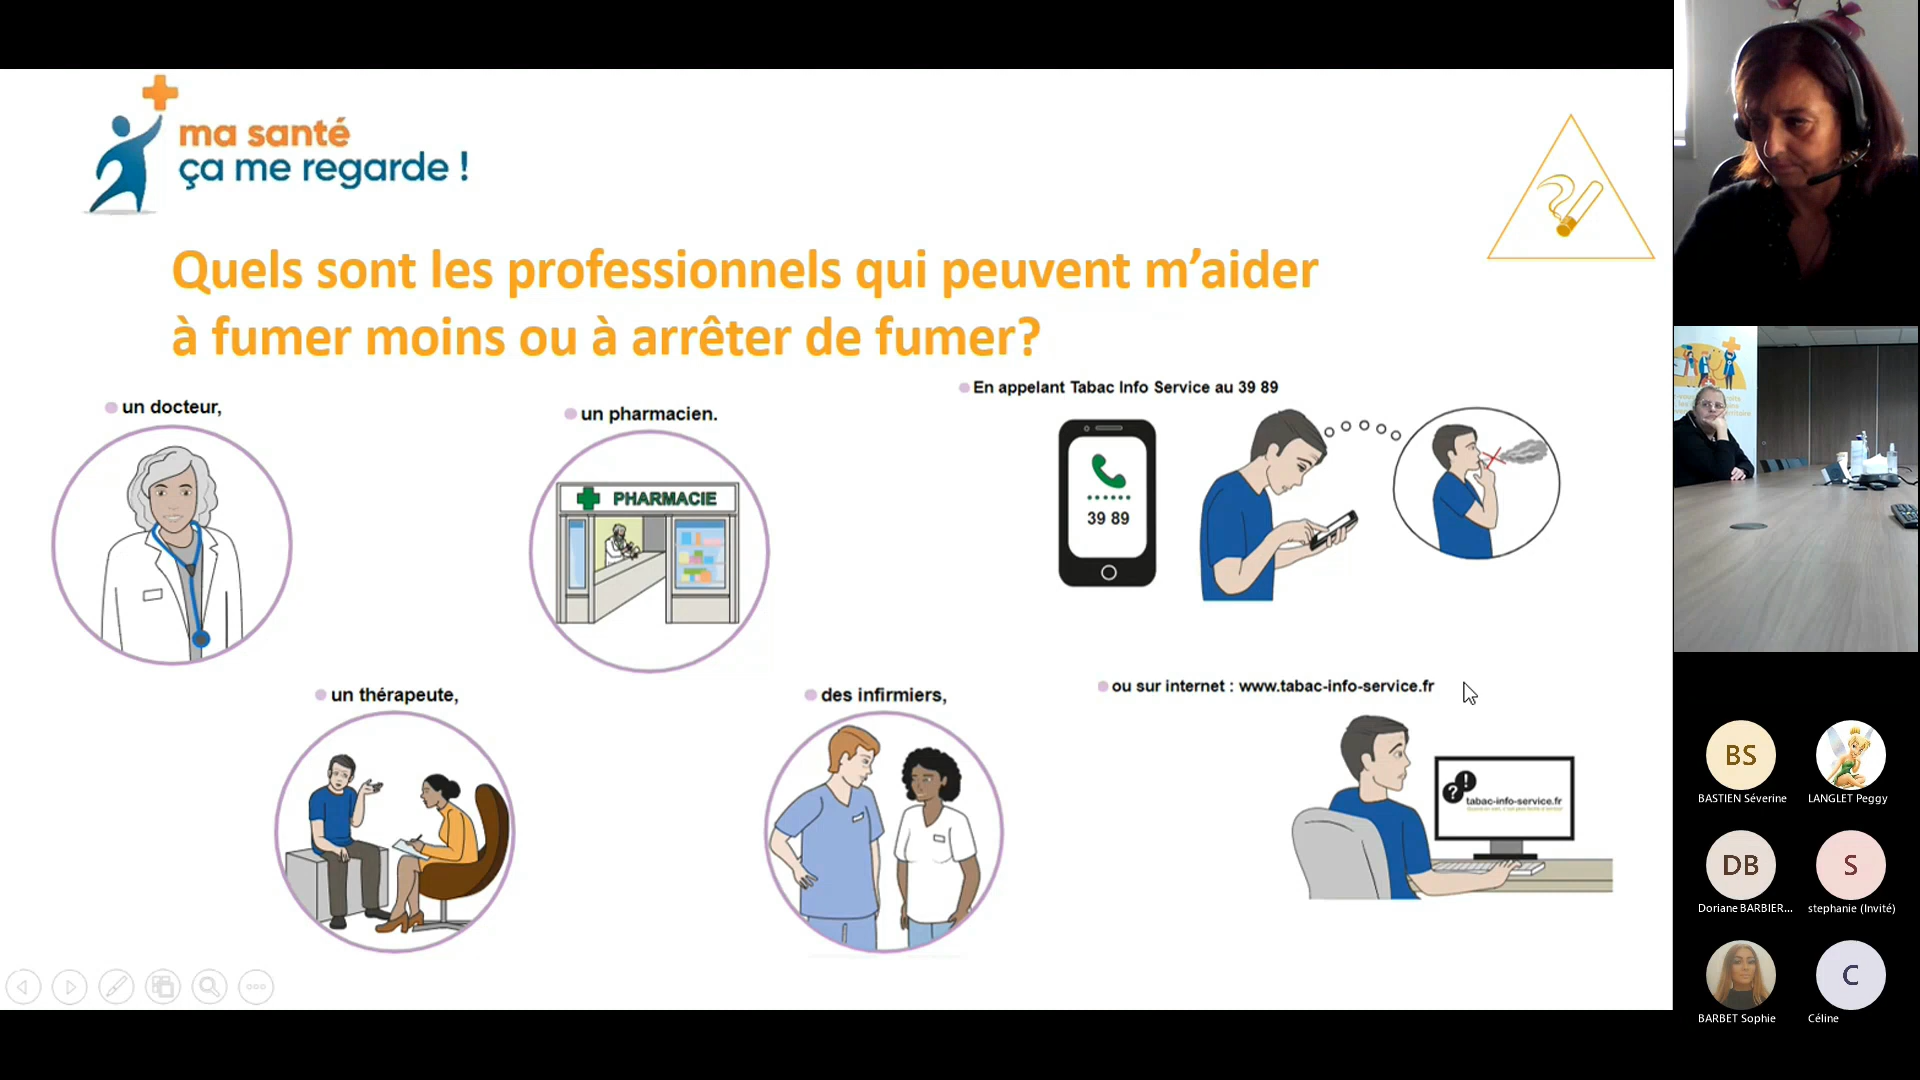 ma santé
ça me regarde !
Quels sont les professionnels qui peuvent m’aider
à fumer moins ou à arrêter de fumer?
un docteur,
un pharmacien.
En appelant Tabac Info Service au 39 89
PHARMACIE
39 89
un thérapeute,
des infirmiers,
ou sur internet : www.tabac-info-service.fr
tabac-info-service.fr
BS
BASTIEN Séverine
LANGLET Peggy
DB
Doriane BARBIER...
S
stephanie (Invité)
BARBET Sophie
C
Céline